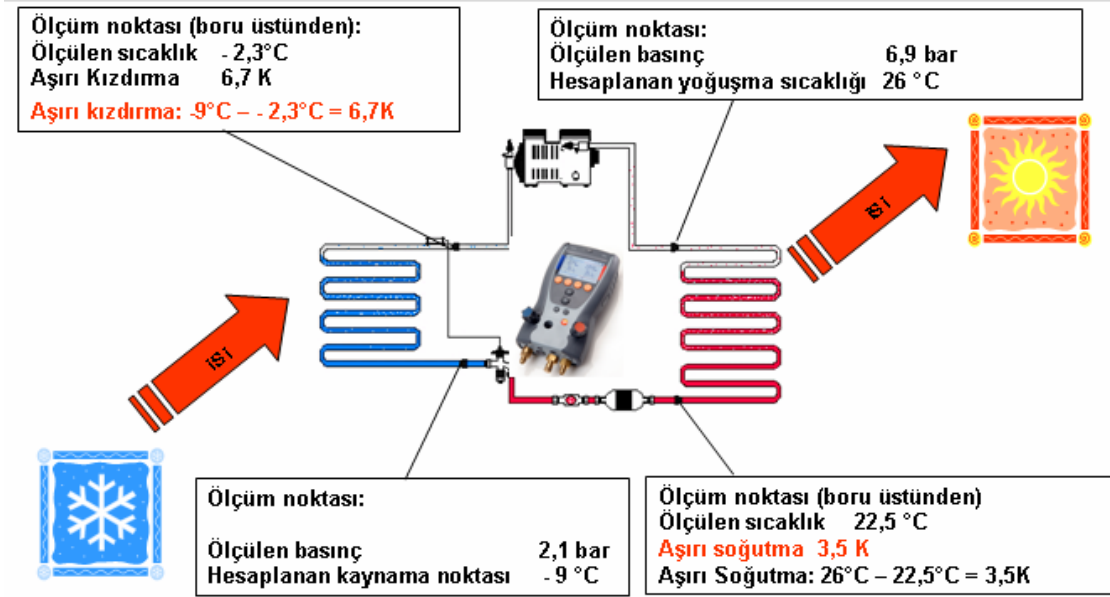 Ölçüm noktası (boru üstünden):
Ölçülen sıcaklık - 2,3°C
Aşırı Kızdırma 6,7 K
Aşırı kızdırma: -9°C – - 2,3°C = 6,7K
Ölçüm noktası:
Ölçülen basınç 6,9 bar
Hesaplanan yoğuşma sıcaklığı 26 °C
ISI
ISI
Ölçüm noktası:
Ölçülen basınç 2,1 bar
Hesaplanan kaynama noktası - 9 °C
Ölçüm noktası (boru üstünden)
Ölçülen sıcaklık 22,5 °C
Aşırı soğutma 3,5 K
Aşırı Soğutma: 26°C – 22,5°C = 3,5K